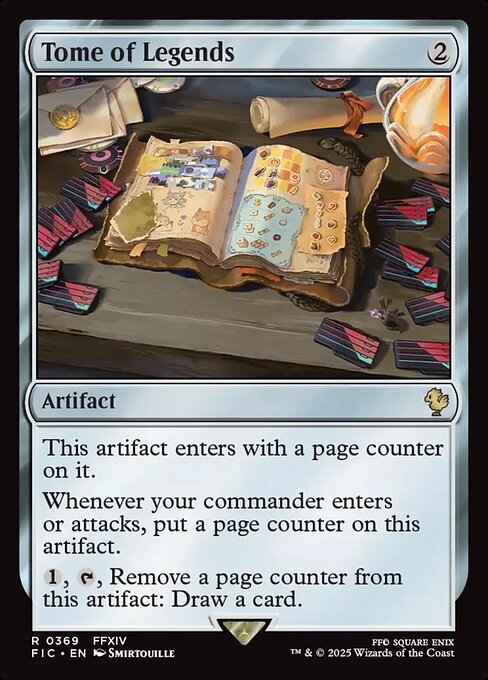 Tome of Legends 2
Artifact
This artifact enters with a page counter
on it.
Whenever your commander enters
or attacks, put a page counter on this
artifact.
1, , Remove a page counter from
this artifact: Draw a card.
R 0369 FFXIV
FIC • EN Smirtouille
FF© SQUARE ENIX
™ & © 2025 Wizards of the Coast